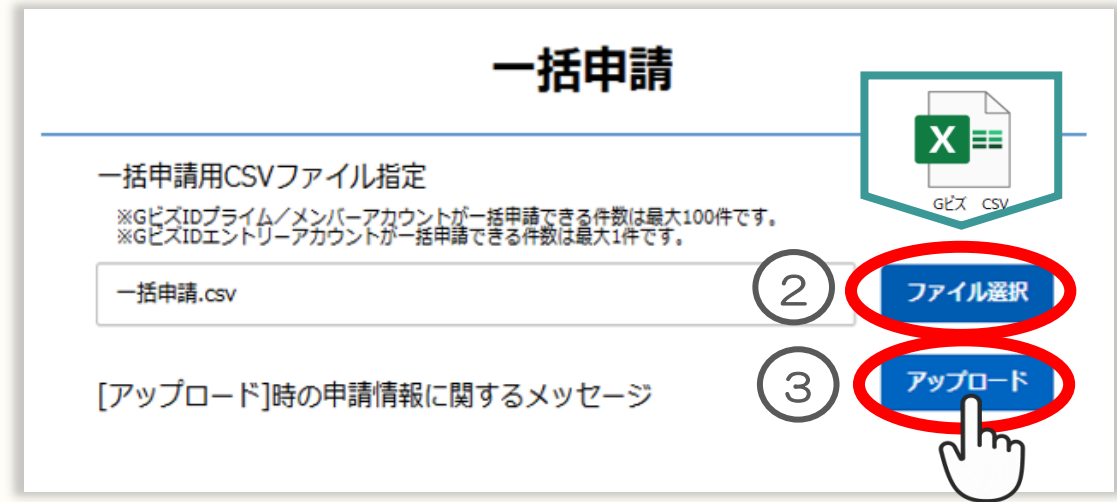 一括申請
X
Gビズ CSV
一括申請用CSVファイル指定
※GビズIDプライム／メンバーアカウントが一括申請できる件数は最大100件です。
※GビズIDエントリーアカウントが一括申請できる件数は最大1件です。
一括申請.csv
②
ファイル選択
[アップロード]時の申請情報に関するメッセージ
③
アップロード